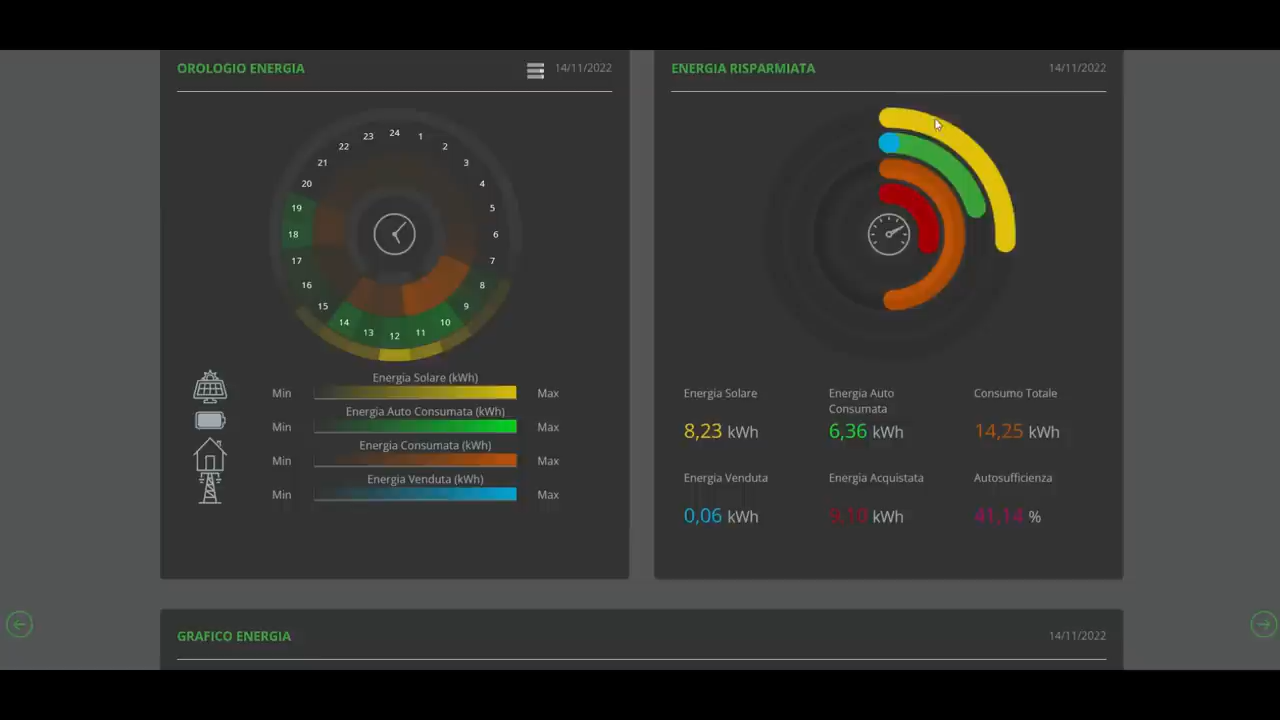 OROLOGIO ENERGIA
14/11/2022
24
23
1
22
2
21
3
20
4
19
5
18
6
17
7
16
8
15
9
14
10
13
11
12
Energia Solare (kWh)
Min
Max
Energia Auto Consumata (kWh)
Min
Max
Energia Consumata (kWh)
Min
Max
Energia Venduta (kWh)
Min
Max
ENERGIA RISPARMIATA
14/11/2022
Energia Solare
8,23 kWh
Energia Auto
Consumata
6,36 kWh
Consumo Totale
14,25 kWh
Energia Venduta
0,06 kWh
Energia Acquistata
9,10 kWh
Autosufficienza
41,14 %
GRAFICO ENERGIA
14/11/2022